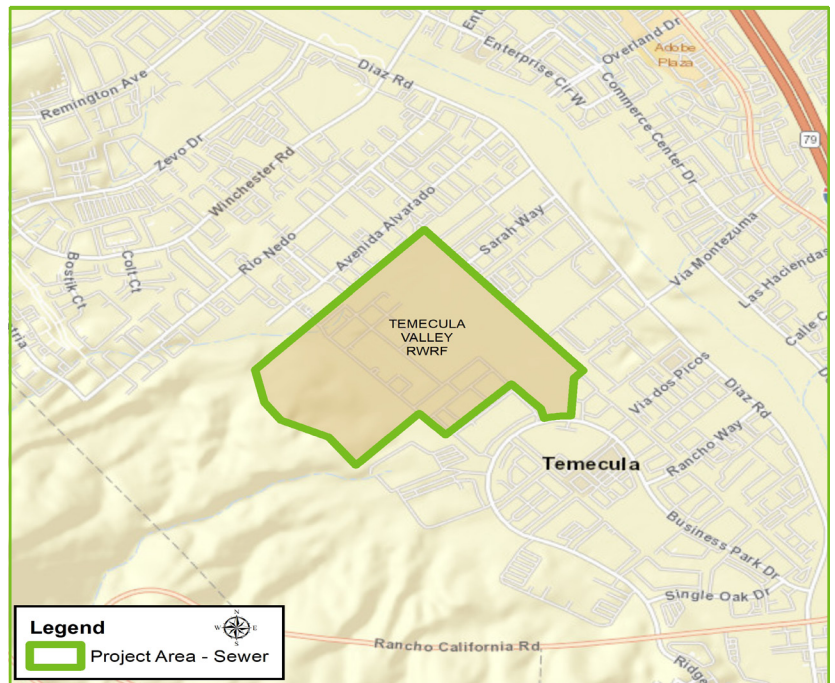 Ent
Overland Dr
Adobe
Plaza
Enterprise Cir W
Diaz Rd
Remington Ave
Commerce Center Dr
79
Zevo Dr
Winchester Rd
Avenida Alvarado
Sarah Way
Via Montezuma
Rio Nedo
Las Haciendas
Bostik Ct
Colt Ct
Calle C
tria
TEMECULA
VALLEY
RWRF
D
Via dos Picos
Diaz Rd
Rancho Way
Temecula
Business Park Dr
Single Oak Dr
Rancho California Rd
Ridge
Legend
N
W E
S
Project Area - Sewer